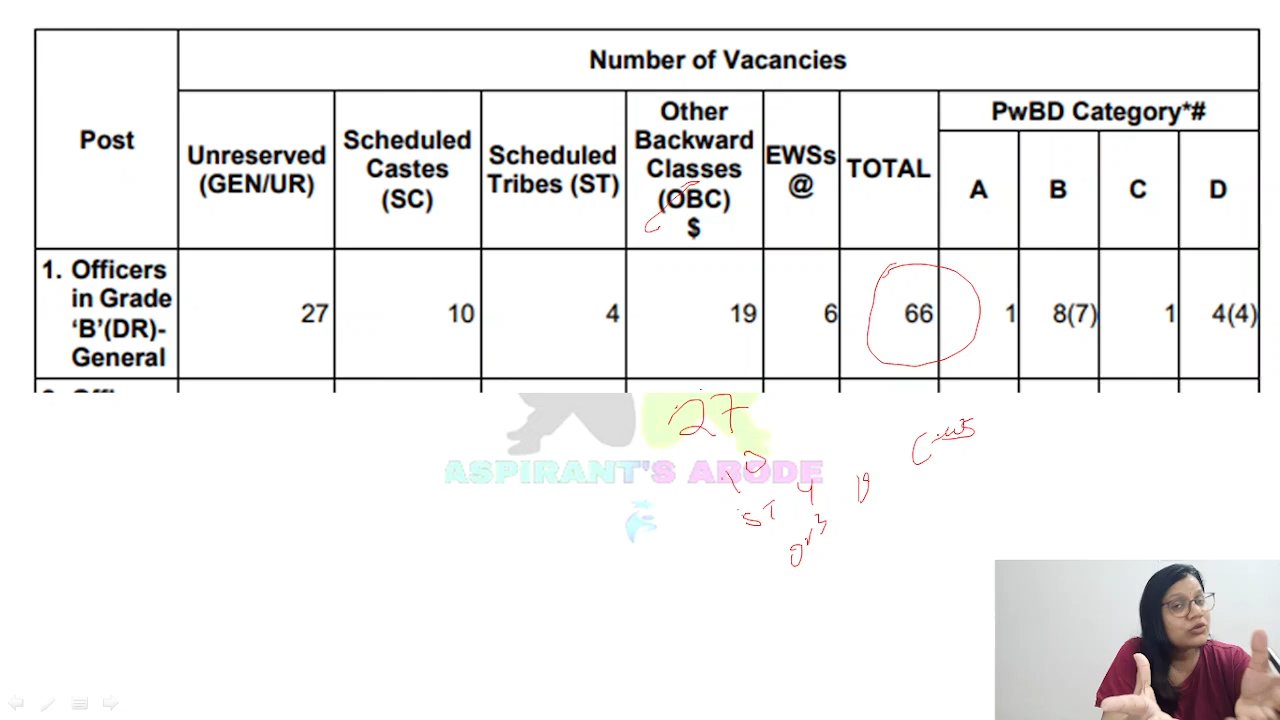 Number of Vacancies
Post
Unreserved (GEN/UR)
Scheduled Castes (SC)
Scheduled Tribes (ST)
Other Backward Classes (OBC) $
EWSs @
TOTAL
PwBD Category*#
A B C D
1. Officers in Grade ‘B’(DR)- General
27 10 4 19 6 66 1 8(7) 1 4(4)
27
10
ASPIRANT'S ABODE
4 19
ST